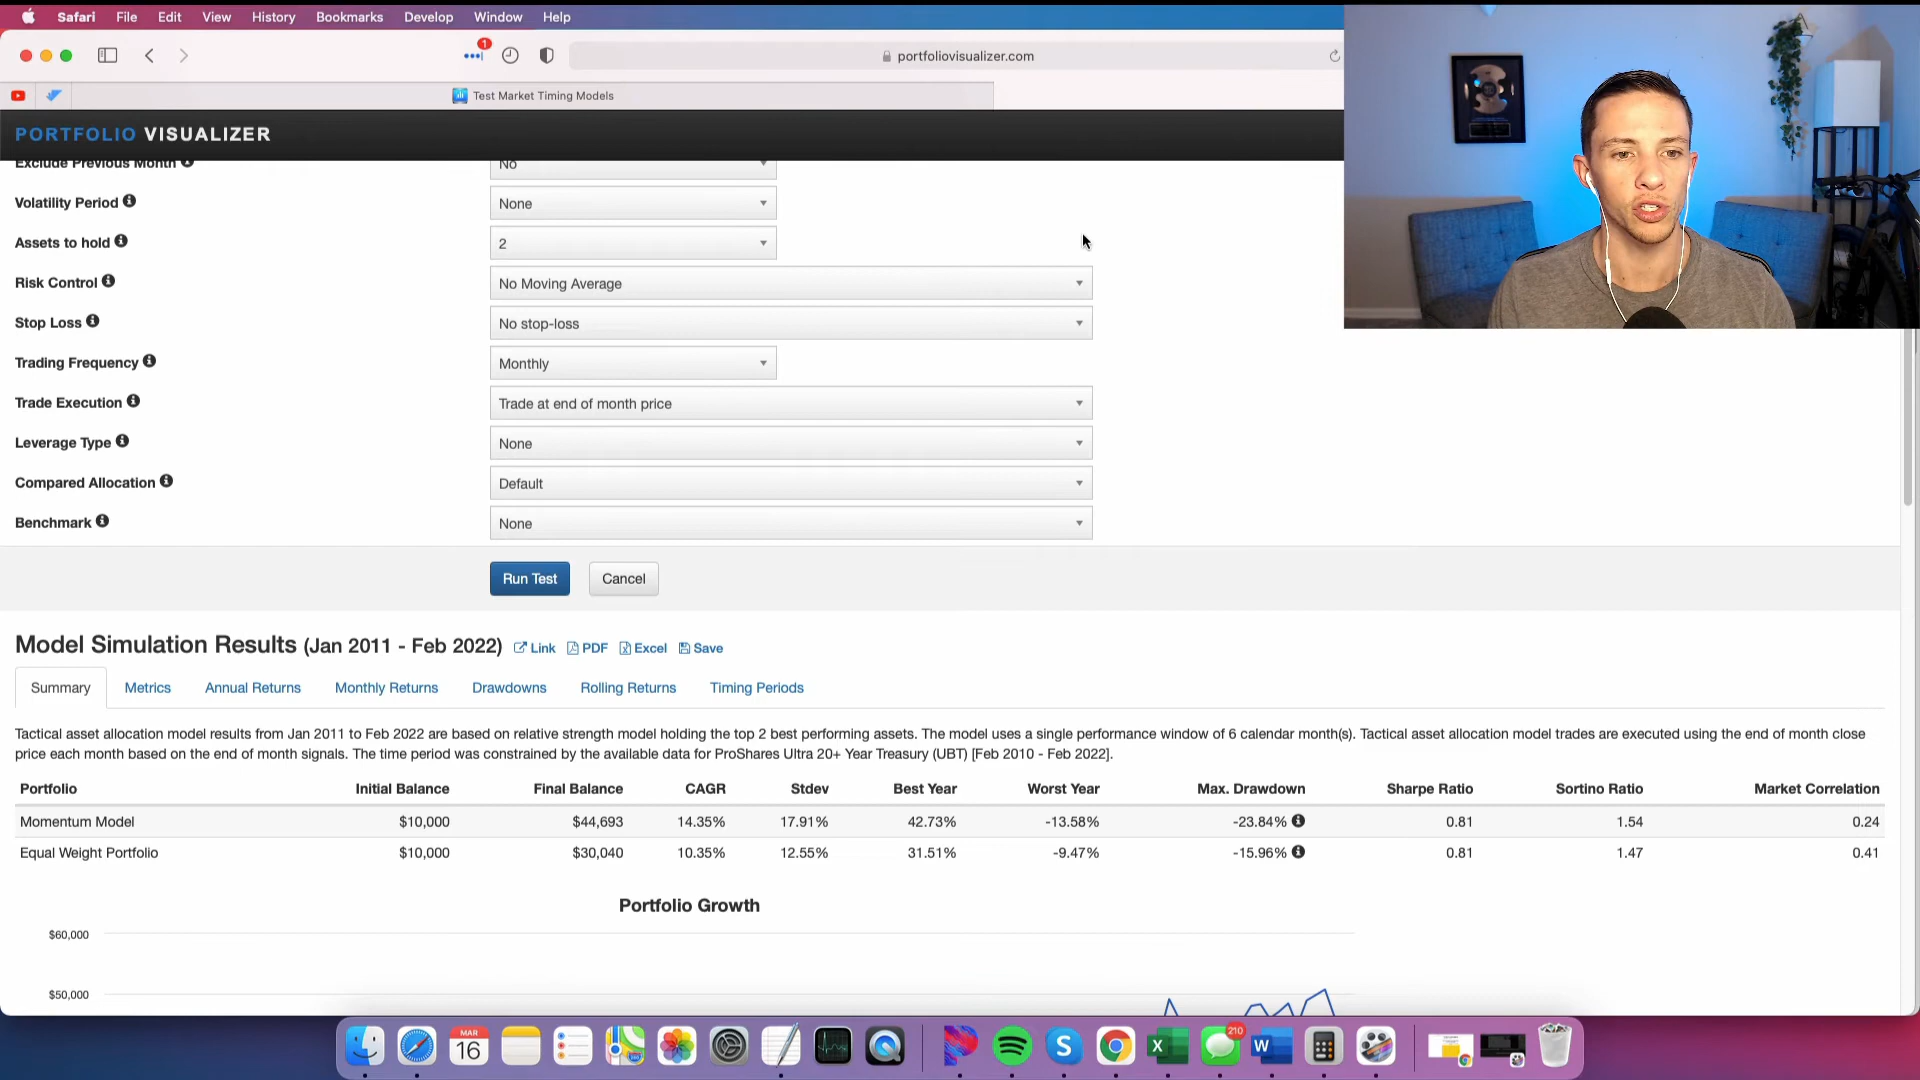 Safari File Edit View History Bookmarks Develop Window Help
1
portfoliovisualizer.com
Test Market Timing Models
PORTFOLIO VISUALIZER
Exclude Previous Month No
Volatility Period None
Assets to hold 2
Risk Control No Moving Average
Stop Loss No stop-loss
Trading Frequency Monthly
Trade Execution Trade at end of month price
Leverage Type None
Compared Allocation Default
Benchmark None
Run Test Cancel
Model Simulation Results (Jan 2011 - Feb 2022) Link PDF Excel Save
Summary Metrics Annual Returns Monthly Returns Drawdowns Rolling Returns Timing Periods
Tactical asset allocation model results from Jan 2011 to Feb 2022 are based on relative strength model holding the top 2 best performing assets. The model uses a single performance window of 6 calendar month(s). Tactical asset allocation model trades are executed using the end of month close
price each month based on the end of month signals. The time period was constrained by the available data for ProShares Ultra 20+ Year Treasury (UBT) [Feb 2010 - Feb 2022].
Portfolio Initial Balance Final Balance CAGR Stdev Best Year Worst Year Max. Drawdown Sharpe Ratio Sortino Ratio Market Correlation
Momentum Model $10,000 $44,693 14.35% 17.91% 42.73% -13.58% -23.84% 0.81 1.54 0.24
Equal Weight Portfolio $10,000 $30,040 10.35% 12.55% 31.51% -9.47% -15.96% 0.81 1.47 0.41
Portfolio Growth
$60,000
$50,000
MAR
16
S
X
210
W